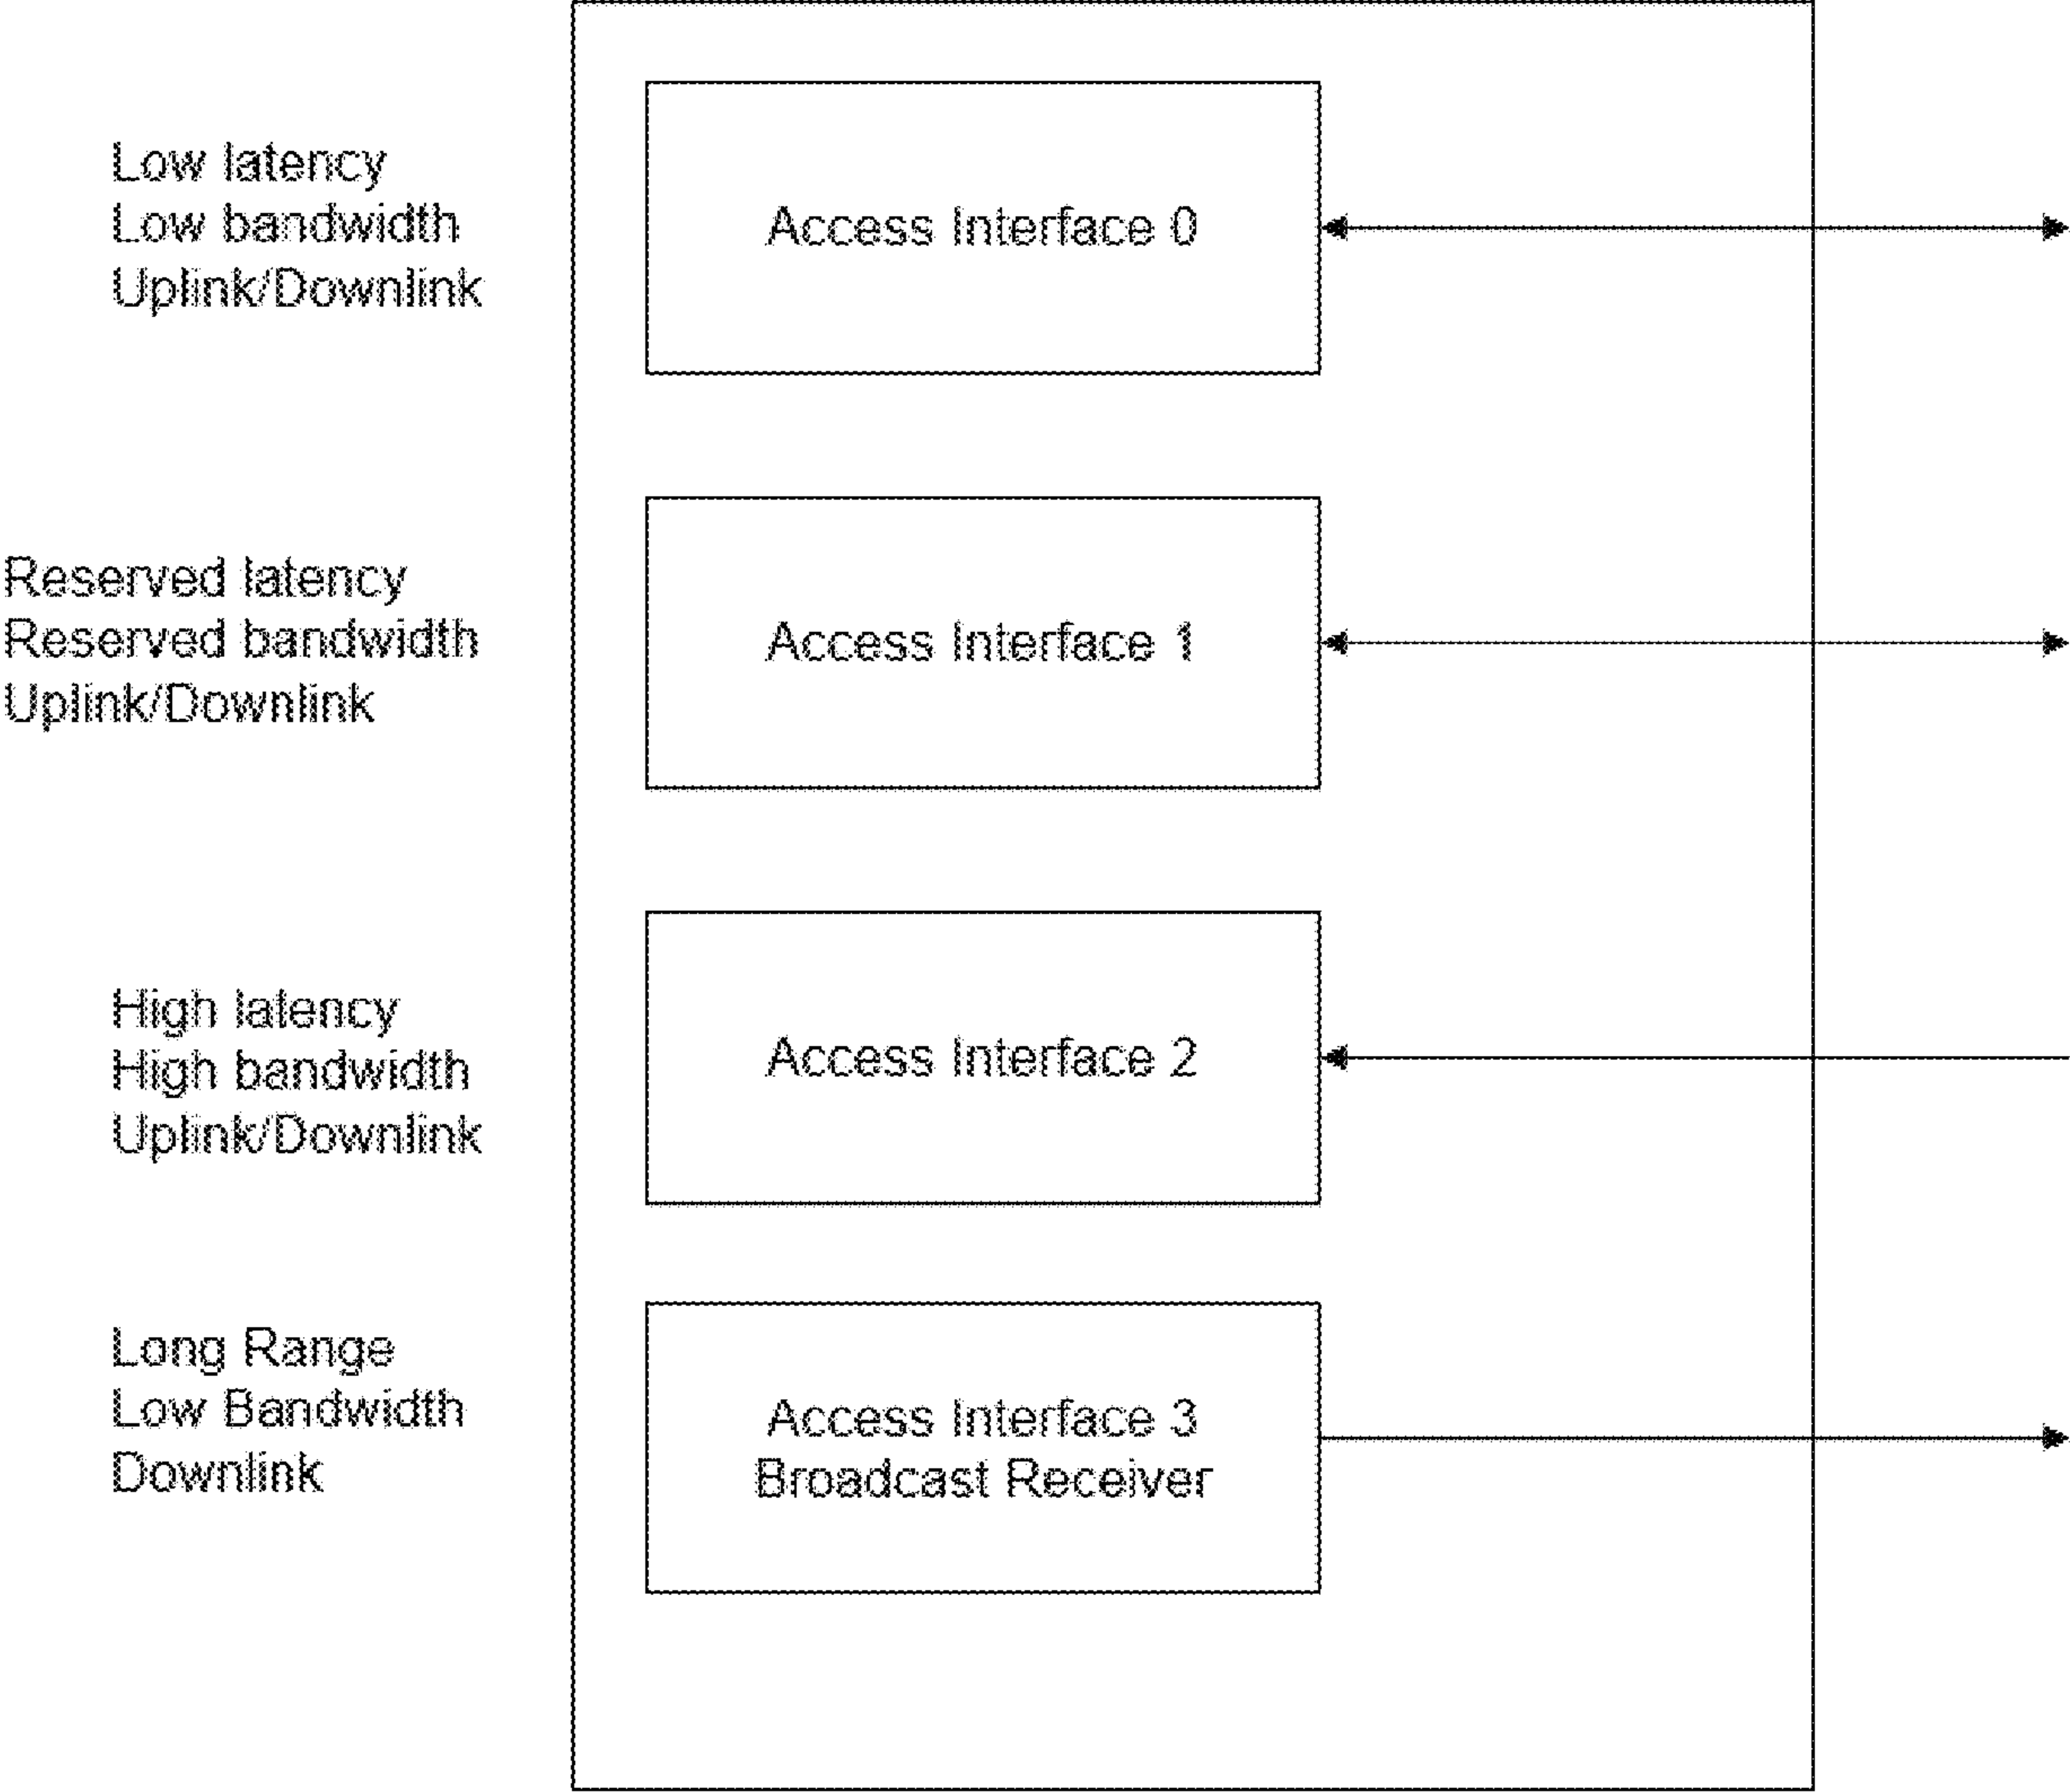 Low latency
Low bandwidth
Uplink/Downlink
Access Interface 0
Reserved latency
Reserved bandwidth
Uplink/Downlink
Access Interface 1
High latency
High bandwidth
Uplink/Downlink
Access Interface 2
Long Range
Low Bandwidth
Downlink
Access Interface 3
Broadcast Receiver